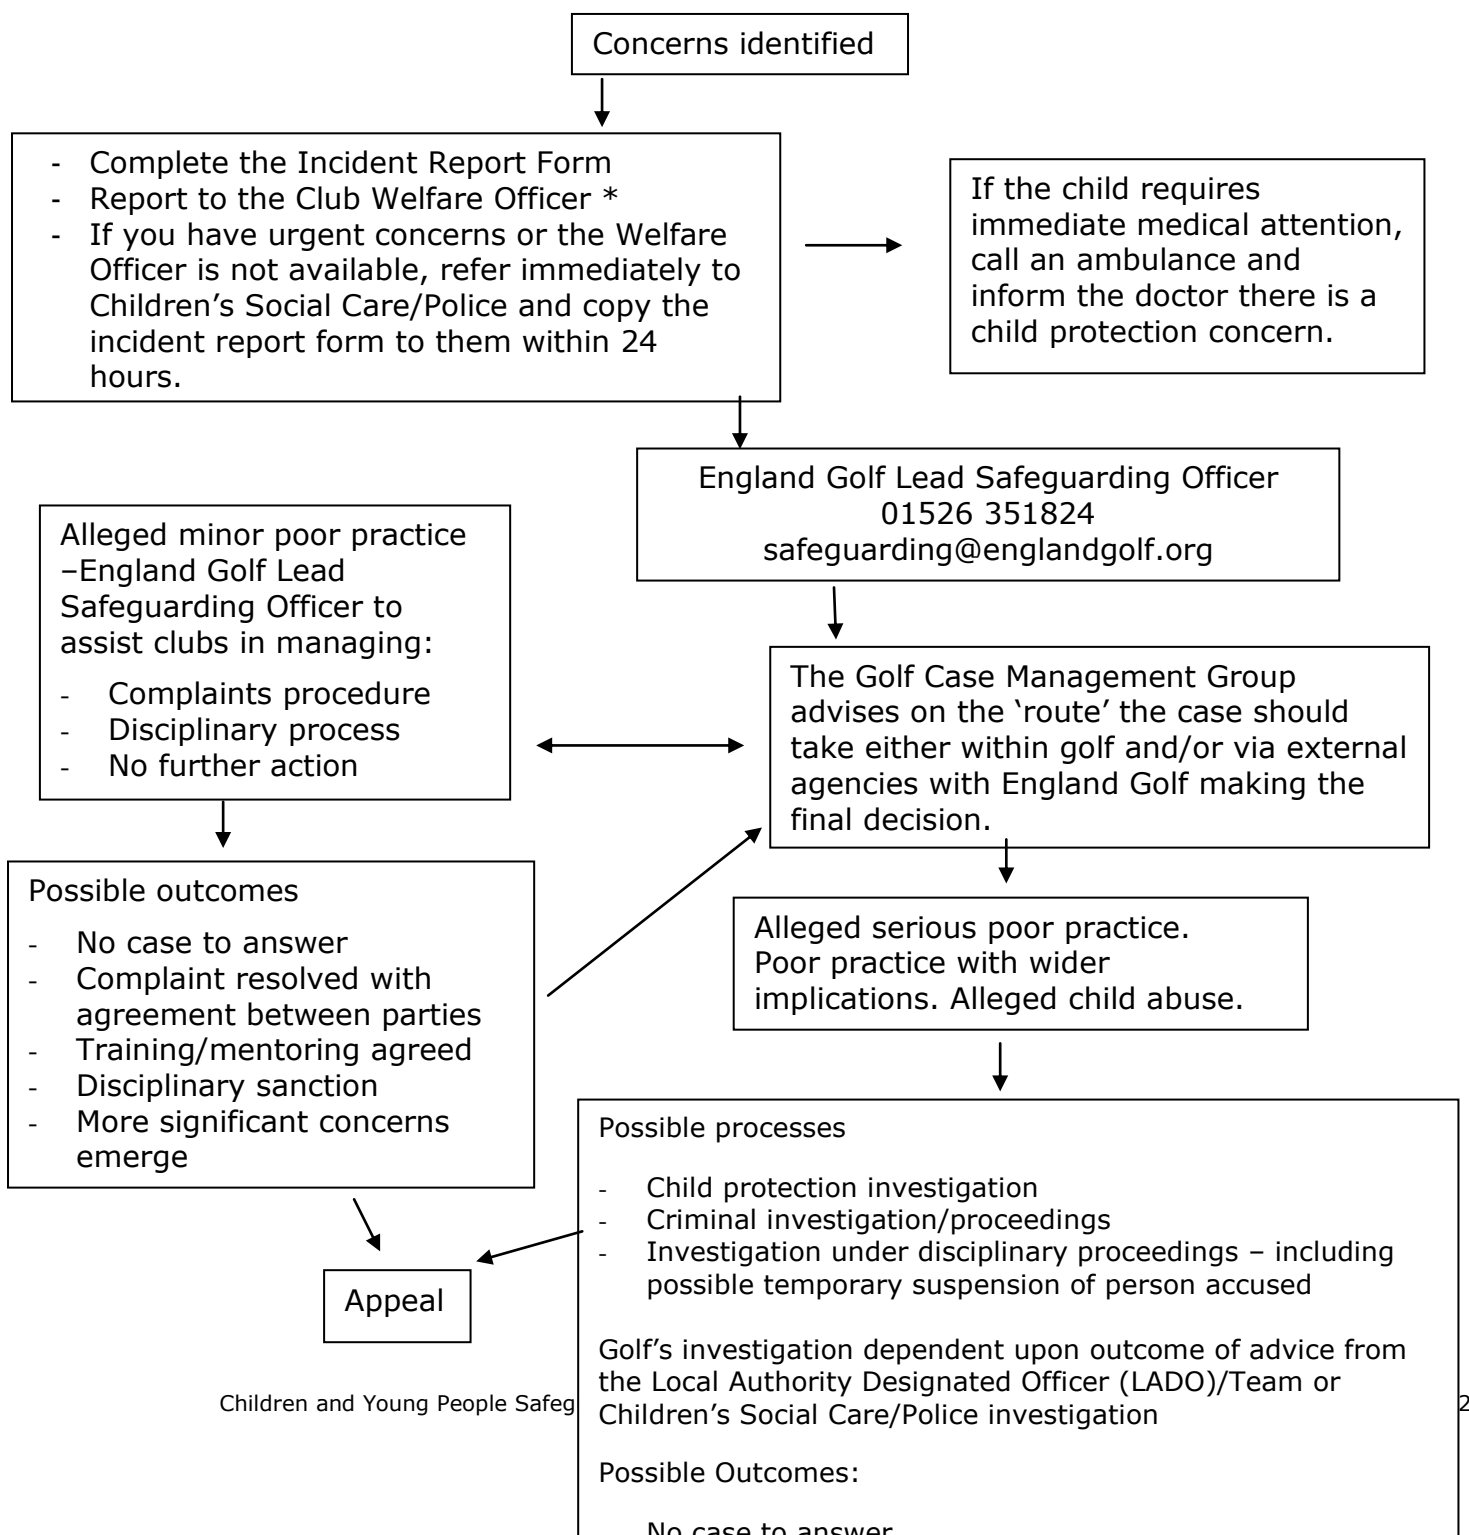 Concerns identified
- Complete the Incident Report Form
- Report to the Club Welfare Officer *
- If you have urgent concerns or the Welfare
Officer is not available, refer immediately to
Children’s Social Care/Police and copy the
incident report form to them within 24
hours.
If the child requires
immediate medical attention,
call an ambulance and
inform the doctor there is a
child protection concern.
England Golf Lead Safeguarding Officer
01526 351824
safeguarding@englandgolf.org
Alleged minor poor practice
–England Golf Lead
Safeguarding Officer to
assist clubs in managing:
- Complaints procedure
- Disciplinary process
- No further action
The Golf Case Management Group
advises on the ‘route’ the case should
take either within golf and/or via external
agencies with England Golf making the
final decision.
Possible outcomes
- No case to answer
- Complaint resolved with
agreement between parties
- Training/mentoring agreed
- Disciplinary sanction
- More significant concerns
emerge
Alleged serious poor practice.
Poor practice with wider
implications. Alleged child abuse.
Possible processes
- Child protection investigation
- Criminal investigation/proceedings
- Investigation under disciplinary proceedings – including
possible temporary suspension of person accused
Golf’s investigation dependent upon outcome of advice from
the Local Authority Designated Officer (LADO)/Team or
Children’s Social Care/Police investigation
Possible Outcomes:
No case to answer
Appeal
Children and Young People Safeg
2